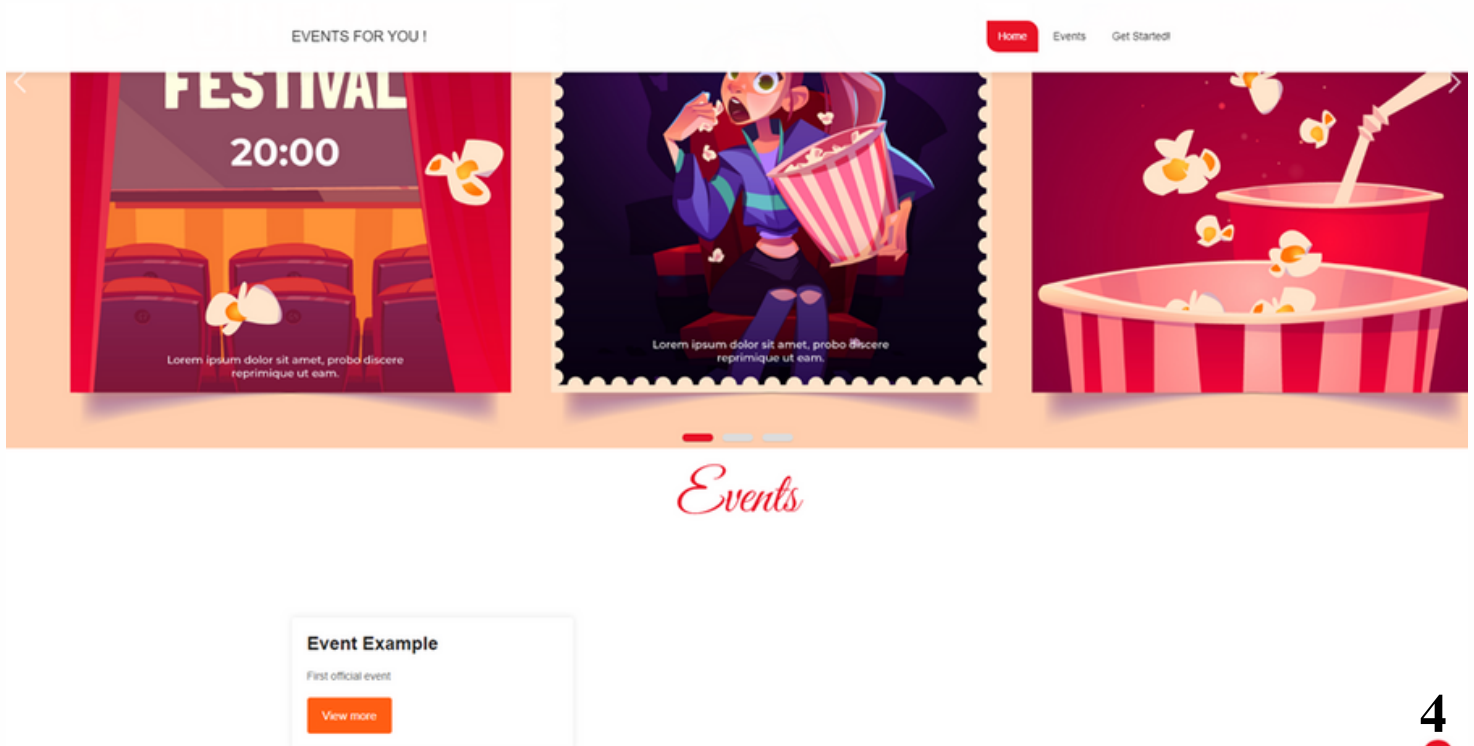 EVENTS FOR YOU !
Home
Events
Get Started!
FESTIVAL
20:00
Lorem ipsum dolor sit amet, probo discere
reprimique ut eam.
Lorem ipsum dolor sit amet, probo discere
reprimique ut eam.
Events
Event Example
First official event
View more
4